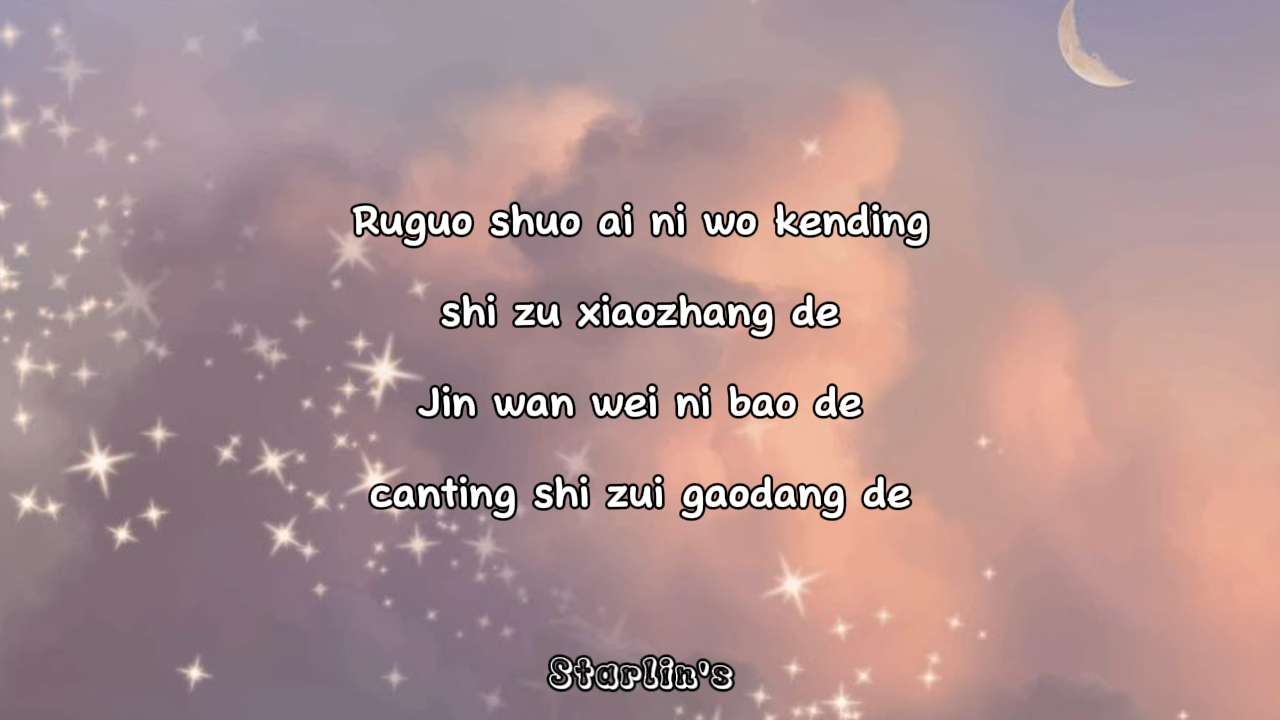 Ruguo shuo ai ni wo kending
shi zu xiaozhang de
Jin wan wei ni bao de
canting shi zui gaodang de
Starlin's